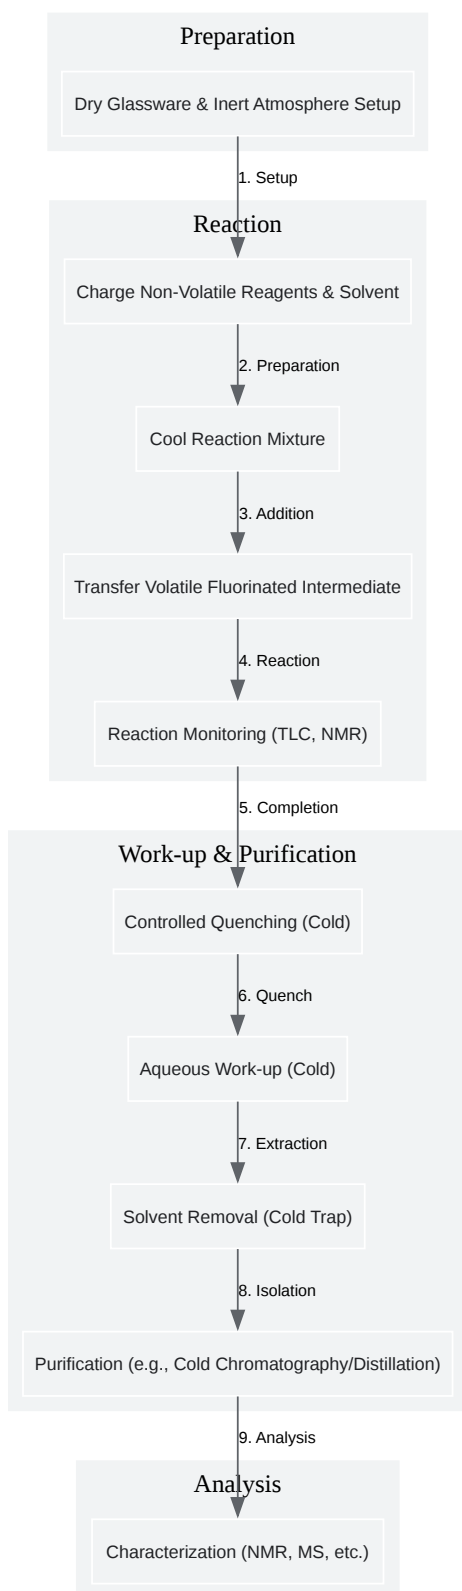 Preparation
Dry Glassware & Inert Atmosphere Setup
1. Setup
Reaction
Charge Non-Volatile Reagents & Solvent
2. Preparation
Cool Reaction Mixture
3. Addition
Transfer Volatile Fluorinated Intermediate
4. Reaction
Reaction Monitoring (TLC, NMR)
5. Completion
Work-up & Purification
Controlled Quenching (Cold)
6. Quench
Aqueous Work-up (Cold)
7. Extraction
Solvent Removal (Cold Trap)
8. Isolation
Purification (e.g., Cold Chromatography/Distillation)
9. Analysis
Analysis
Characterization (NMR, MS, etc.)